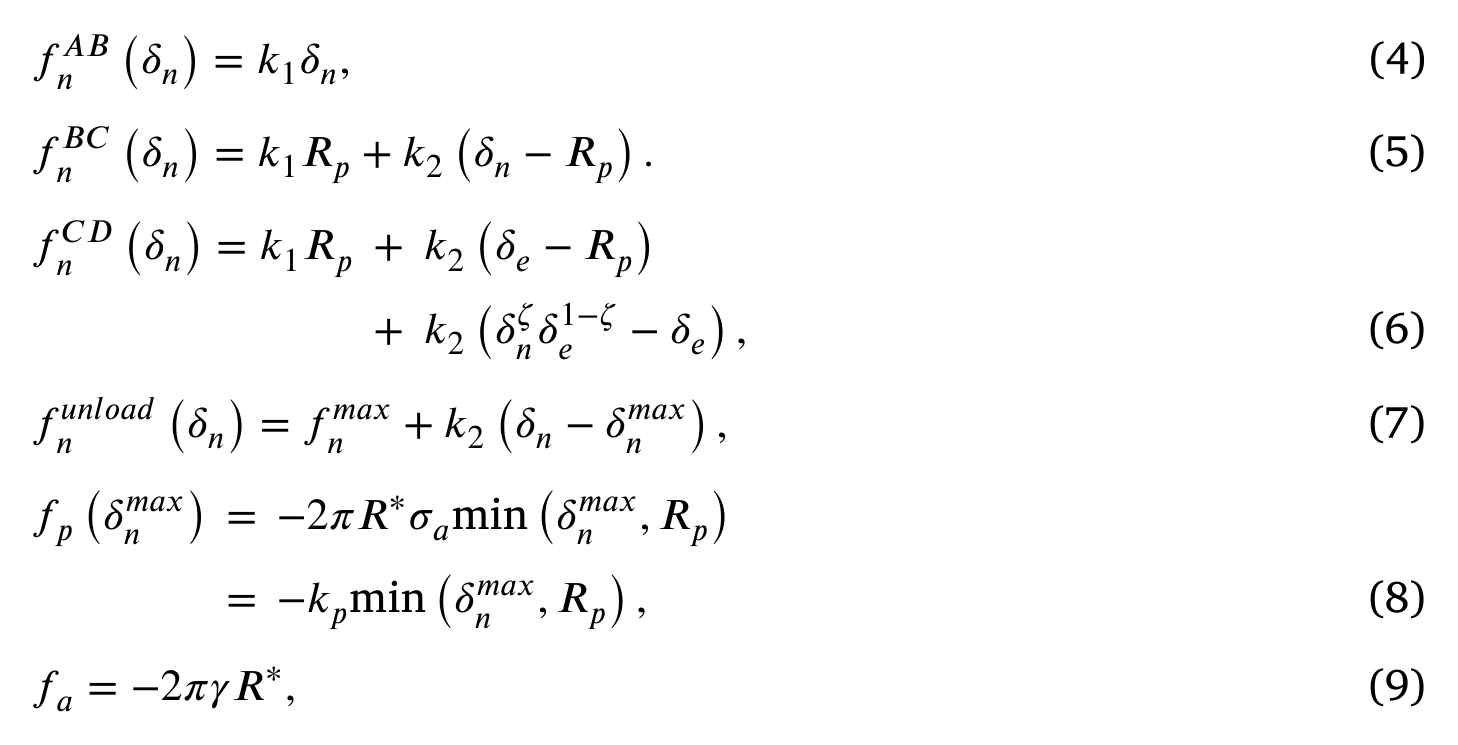 f_n^{AB} (δ_n) = k_1 δ_n, (4)
f_n^{BC} (δ_n) = k_1 R_p + k_2 (δ_n − R_p) . (5)
f_n^{CD} (δ_n) = k_1 R_p + k_2 (δ_e − R_p)
+ k_2 (δ_n^ζ δ_e^{1−ζ} − δ_e) , (6)
f_n^{unload} (δ_n) = f_n^{max} + k_2 (δ_n − δ_n^{max}) , (7)
f_p (δ_n^{max}) = −2πR^* σ_a min (δ_n^{max}, R_p)
= −k_p min (δ_n^{max}, R_p) , (8)
f_a = −2πγR^*, (9)